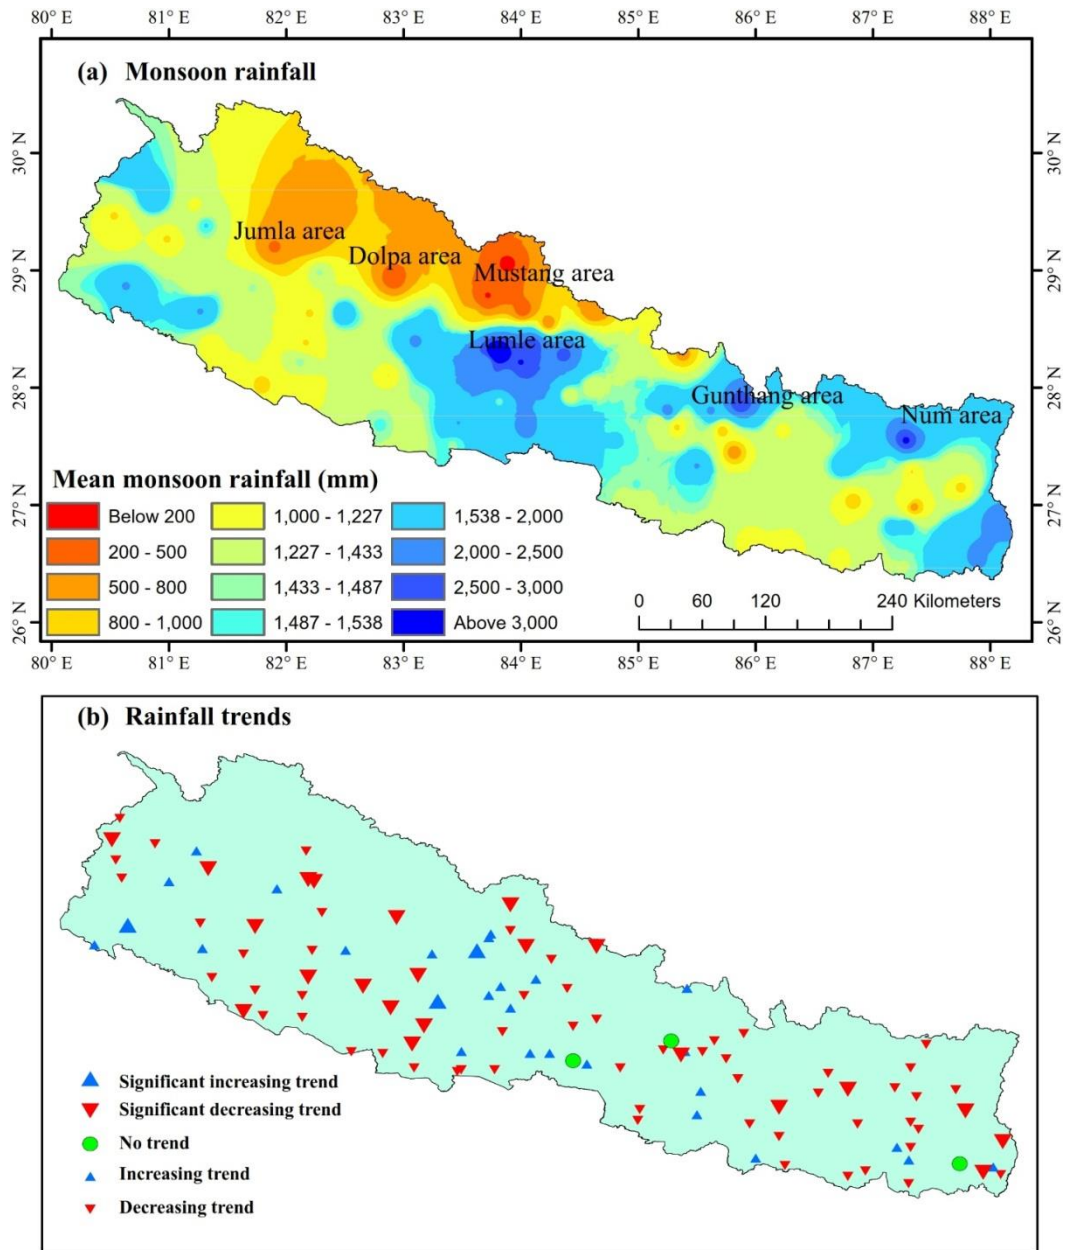 80° E 81° E 82° E 83° E 84° E 85° E 86° E 87° E 88° E
(a) Monsoon rainfall
30° N 30° N
Jumla area
Dolpa area
29° N Mustang area 29° N
Lumle area
28° N Gunthang area 28° N
Num area
Mean monsoon rainfall (mm)
27° N 27° N
Below 200 1,000 - 1,227 1,538 - 2,000
200 - 500 1,227 - 1,433 2,000 - 2,500
500 - 800 1,433 - 1,487 2,500 - 3,000
800 - 1,000 1,487 - 1,538 Above 3,000
0 60 120 240 Kilometers
26° N 26° N
80° E 81° E 82° E 83° E 84° E 85° E 86° E 87° E 88° E
(b) Rainfall trends
Significant increasing trend
Significant decreasing trend
No trend
Increasing trend
Decreasing trend